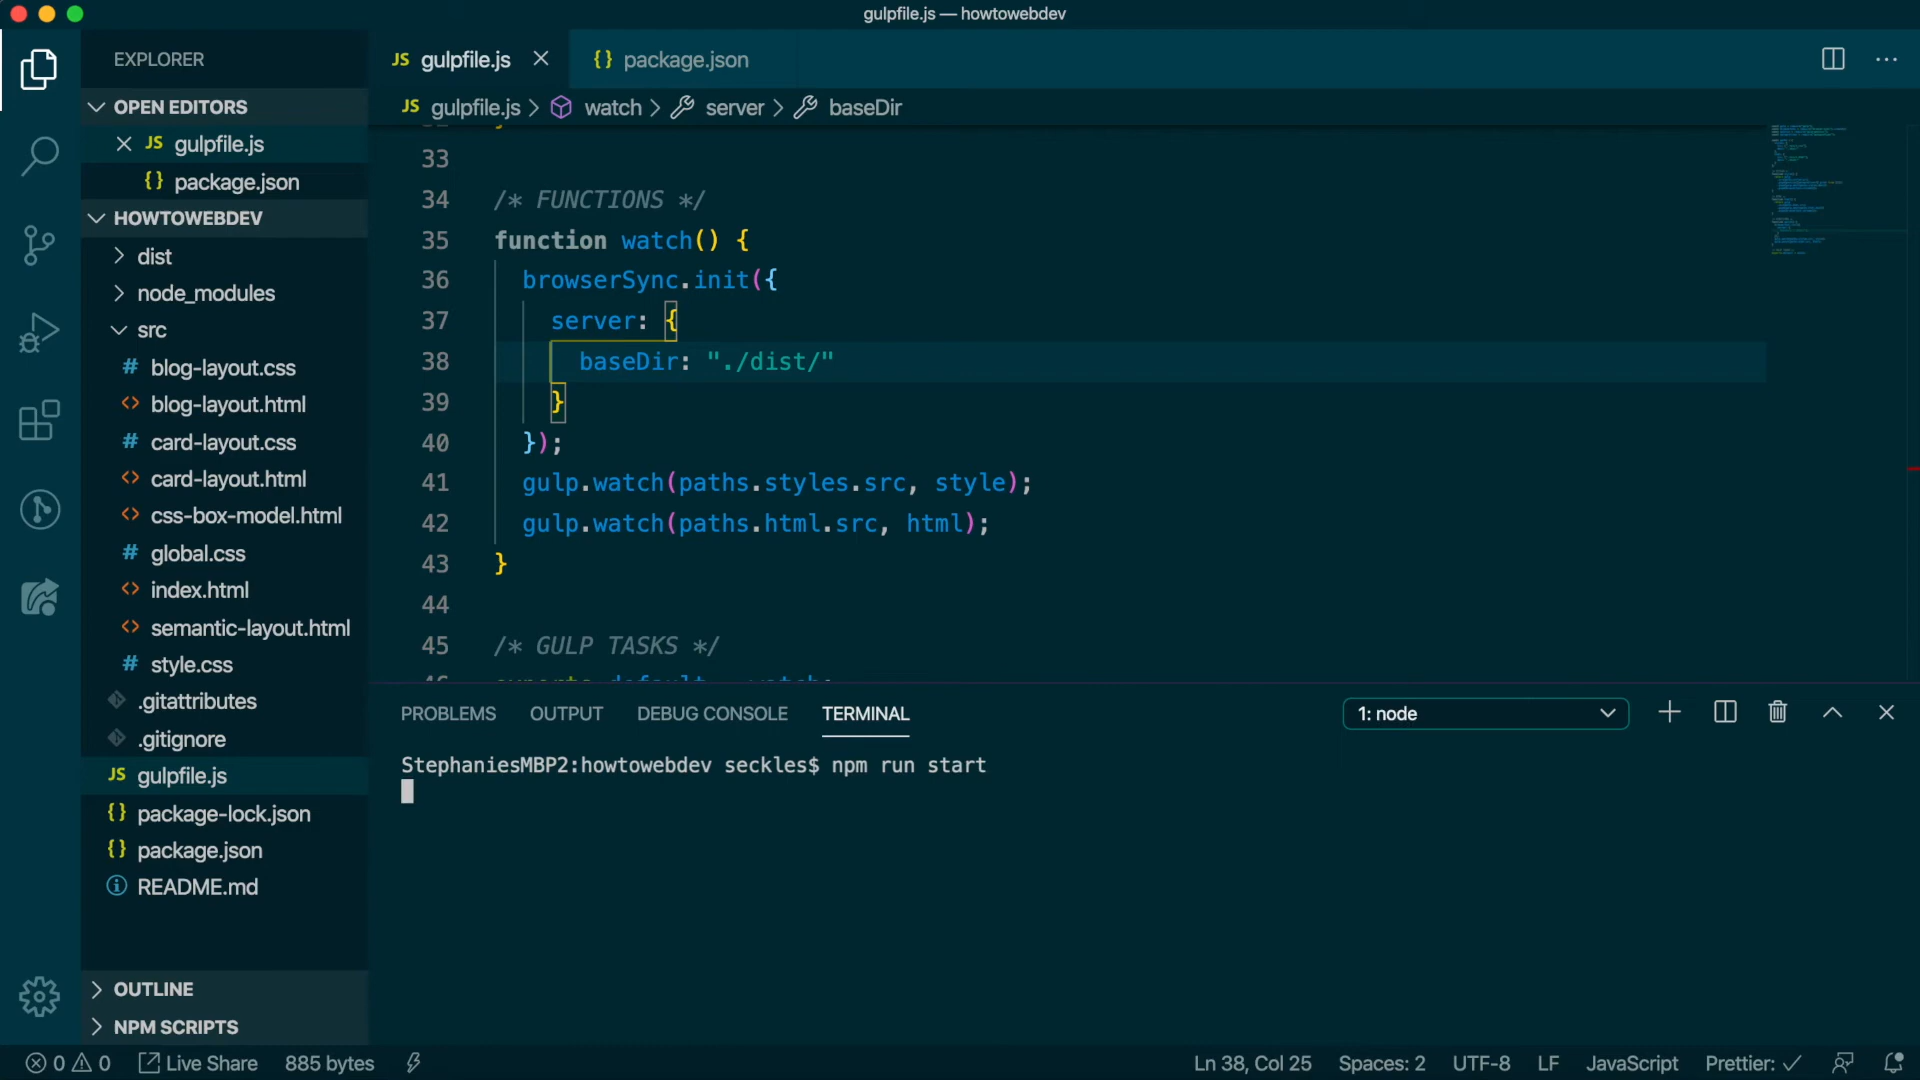 gulpfile.js — howtowebdev
EXPLORER
OPEN EDITORS
JS gulpfile.js
{} package.json
HOWTOWEBDEV
dist
node_modules
src
# blog-layout.css
<> blog-layout.html
# card-layout.css
<> card-layout.html
<> css-box-model.html
# global.css
<> index.html
<> semantic-layout.html
# style.css
.gitattributes
.gitignore
JS gulpfile.js
{} package-lock.json
{} package.json
README.md
OUTLINE
NPM SCRIPTS
JS gulpfile.js
{} package.json
JS gulpfile.js > watch > server > baseDir
33
34 /* FUNCTIONS */
35 function watch() {
36 browserSync.init({
37 server: {
38 baseDir: "./dist/"
39 }
40 });
41 gulp.watch(paths.styles.src, style);
42 gulp.watch(paths.html.src, html);
43 }
44
45 /* GULP TASKS */
46 exports.default = watch;
PROBLEMS OUTPUT DEBUG CONSOLE TERMINAL 1: node
StephaniesMBP2:howtowebdev seckles$ npm run start
0 0 Live Share 885 bytes Ln 38, Col 25 Spaces: 2 UTF-8 LF JavaScript Prettier: ✓